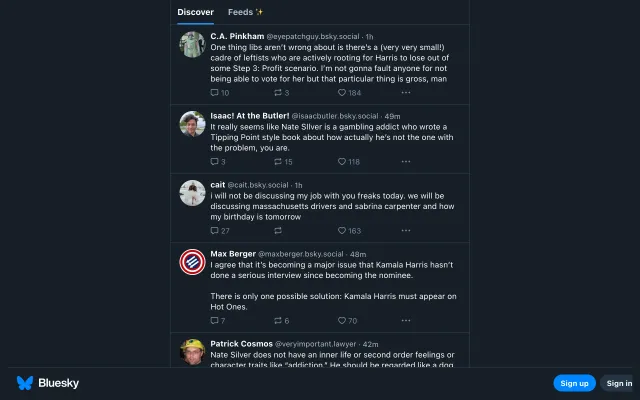 Discover Feeds ✨
C.A. Pinkham @eyepatchguy.bsky.social · 1h
One thing libs aren't wrong about is there's a (very very small!)
cadre of leftists who are actively rooting for Harris to lose out of
some Step 3: Profit scenario. I'm not gonna fault anyone for not
being able to vote for her but that particular thing is gross, man
10 3 184 ···
Isaac! At the Butler! @isaacbutler.bsky.social · 49m
It really seems like Nate SIlver is a gambling addict who wrote a
Tipping Point style book about how actually he's not the one with
the problem, you are.
3 15 118 ···
cait @cait.bsky.social · 1h
i will not be discussing my job with you freaks today. we will be
discussing massachusetts drivers and sabrina carpenter and how
my birthday is tomorrow
27 163 ···
Max Berger @maxberger.bsky.social · 48m
I agree that it's becoming a major issue that Kamala Harris hasn't
done a serious interview since becoming the nominee.
There is only one possible solution: Kamala Harris must appear on
Hot Ones.
7 6 70 ···
Patrick Cosmos @veryimportant.lawyer · 42m
Nate Silver does not have an inner life or second order feelings or
character traits like "addiction." He should be regarded like a dog
Bluesky Sign up Sign in